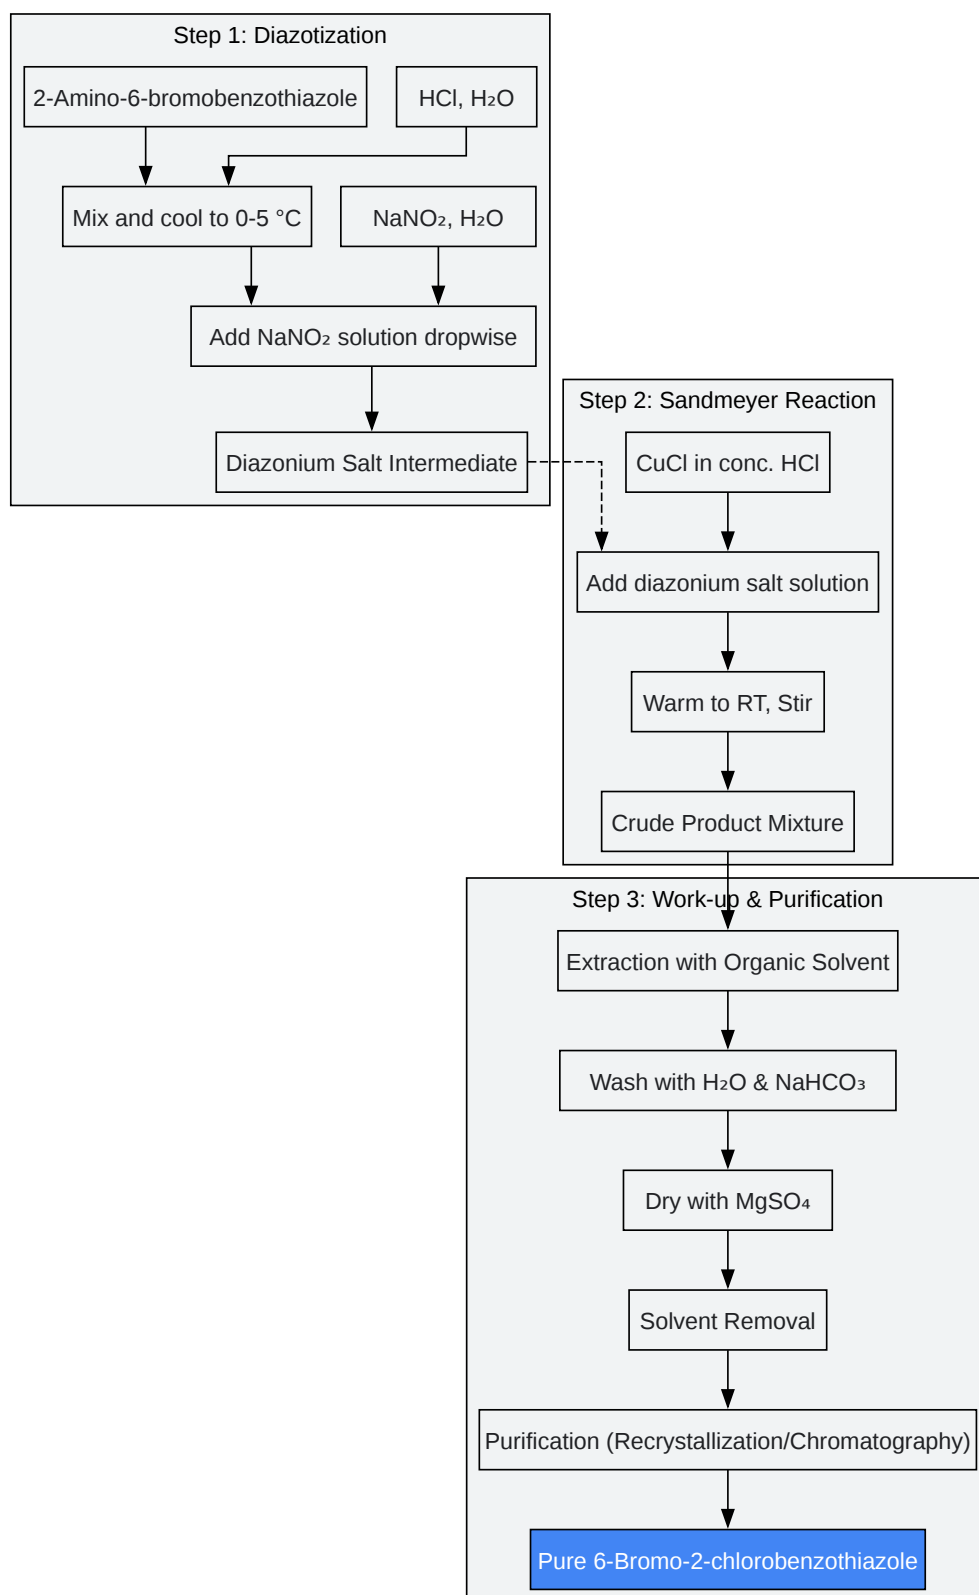 Step 1: Diazotization
2-Amino-6-bromobenzothiazole
HCl, H₂O
Mix and cool to 0-5 °C
NaNO₂, H₂O
Add NaNO₂ solution dropwise
Diazonium Salt Intermediate
Step 2: Sandmeyer Reaction
CuCl in conc. HCl
Add diazonium salt solution
Warm to RT, Stir
Crude Product Mixture
Step 3: Work-up & Purification
Extraction with Organic Solvent
Wash with H₂O & NaHCO₃
Dry with MgSO₄
Solvent Removal
Purification (Recrystallization/Chromatography)
Pure 6-Bromo-2-chlorobenzothiazole